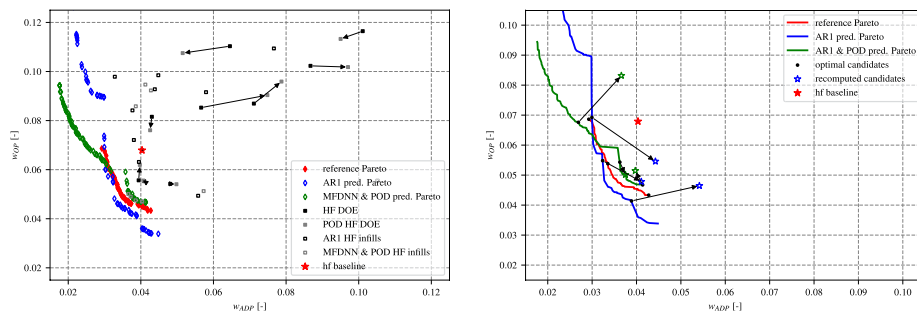 0.12
0.10
0.08
0.06
0.04
0.02
w_OP [-]
0.02
0.04
0.06
0.08
0.10
0.12
w_ADP [-]
reference Pareto
AR1 pred. Pareto
MFDNN & POD pred. Pareto
HF DOE
POD HF DOE
AR1 HF infills
MFDNN & POD HF infills
hf baseline
0.10
0.09
0.08
0.07
0.06
0.05
0.04
0.03
0.02
w_OP [-]
0.02
0.03
0.04
0.05
0.06
0.07
0.08
0.09
0.10
w_ADP [-]
reference Pareto
AR1 pred. Pareto
AR1 & POD pred. Pareto
optimal candidates
recomputed candidates
hf baseline